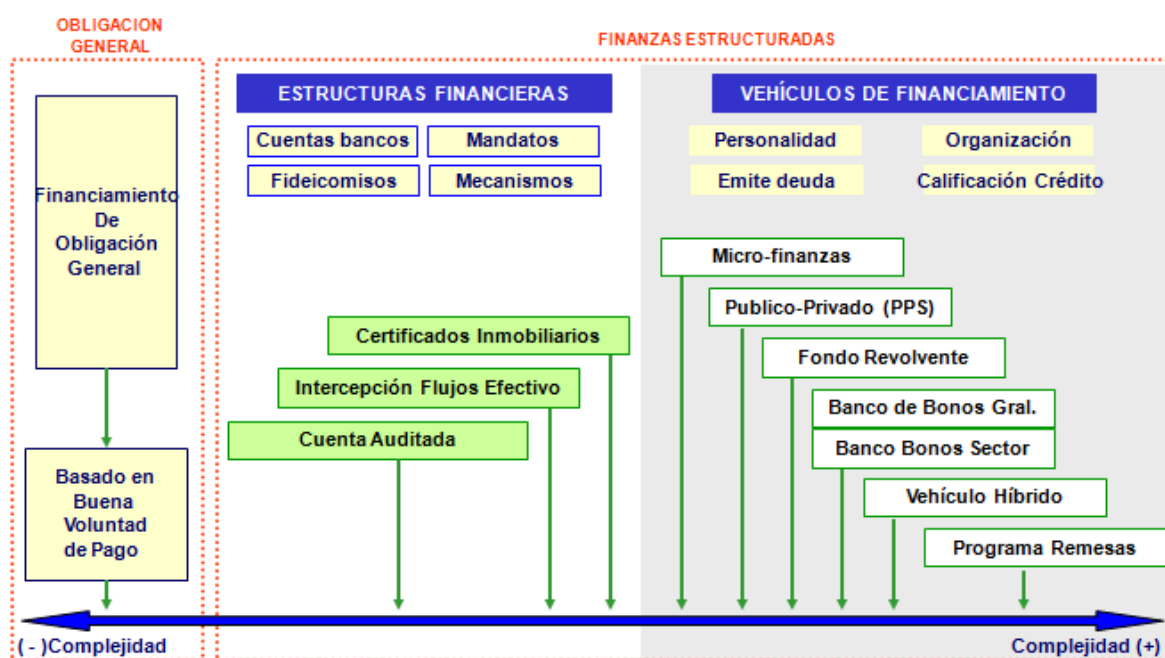 OBLIGACION
GENERAL
FINANZAS ESTRUCTURADAS
Financiamiento
De
Obligación
General
Basado en
Buena
Voluntad
de Pago
ESTRUCTURAS FINANCIERAS
Cuentas bancos
Mandatos
Fideicomisos
Mecanismos
Certificados Inmobiliarios
Intercepción Flujos Efectivo
Cuenta Auditada
VEHÍCULOS DE FINANCIAMIENTO
Personalidad
Organización
Emite deuda
Calificación Crédito
Micro-finanzas
Publico-Privado (PPS)
Fondo Revolvente
Banco de Bonos Gral.
Banco Bonos Sector
Vehículo Híbrido
Programa Remesas
( - )Complejidad
Complejidad (+)